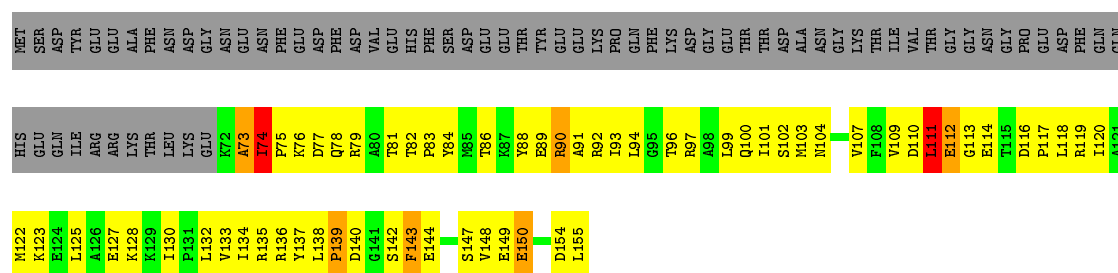 MET SER ASP TYR GLU GLU ALA PHE ASN ASP GLY ASN GLU ASN PHE GLU ASP PHE ASP VAL GLU HIS PHE SER ASP GLU GLU THR TYR GLU GLU LYS PRO GLN PHE LYS ASP GLY GLU THR THR ASP ALA ASN GLY LYS THR ILE VAL THR GLY GLY ASN GLY PRO GLU ASP PHE GLN GLN
HIS GLU GLN ILE ARG ARG LYS THR LEU LYS GLU K72 A73 I74 P75 K76 D77 Q78 R79 A80 T81 T82 P83 Y84 M85 T86 K87 Y88 E89 R90 A91 R92 I93 L94 G95 T96 R97 A98 L99 Q100 I101 S102 M103 N104 V107 F108 V109 D110 L111 E112 G113 E114 T115 D116 P117 L118 R119 I120 A121
M122 K123 E124 L125 A126 E127 K128 K129 I130 P131 L132 V133 I134 R135 R136 Y137 L138 P139 D140 G141 S142 F143 E144 S147 V148 E149 E150 D154 L155